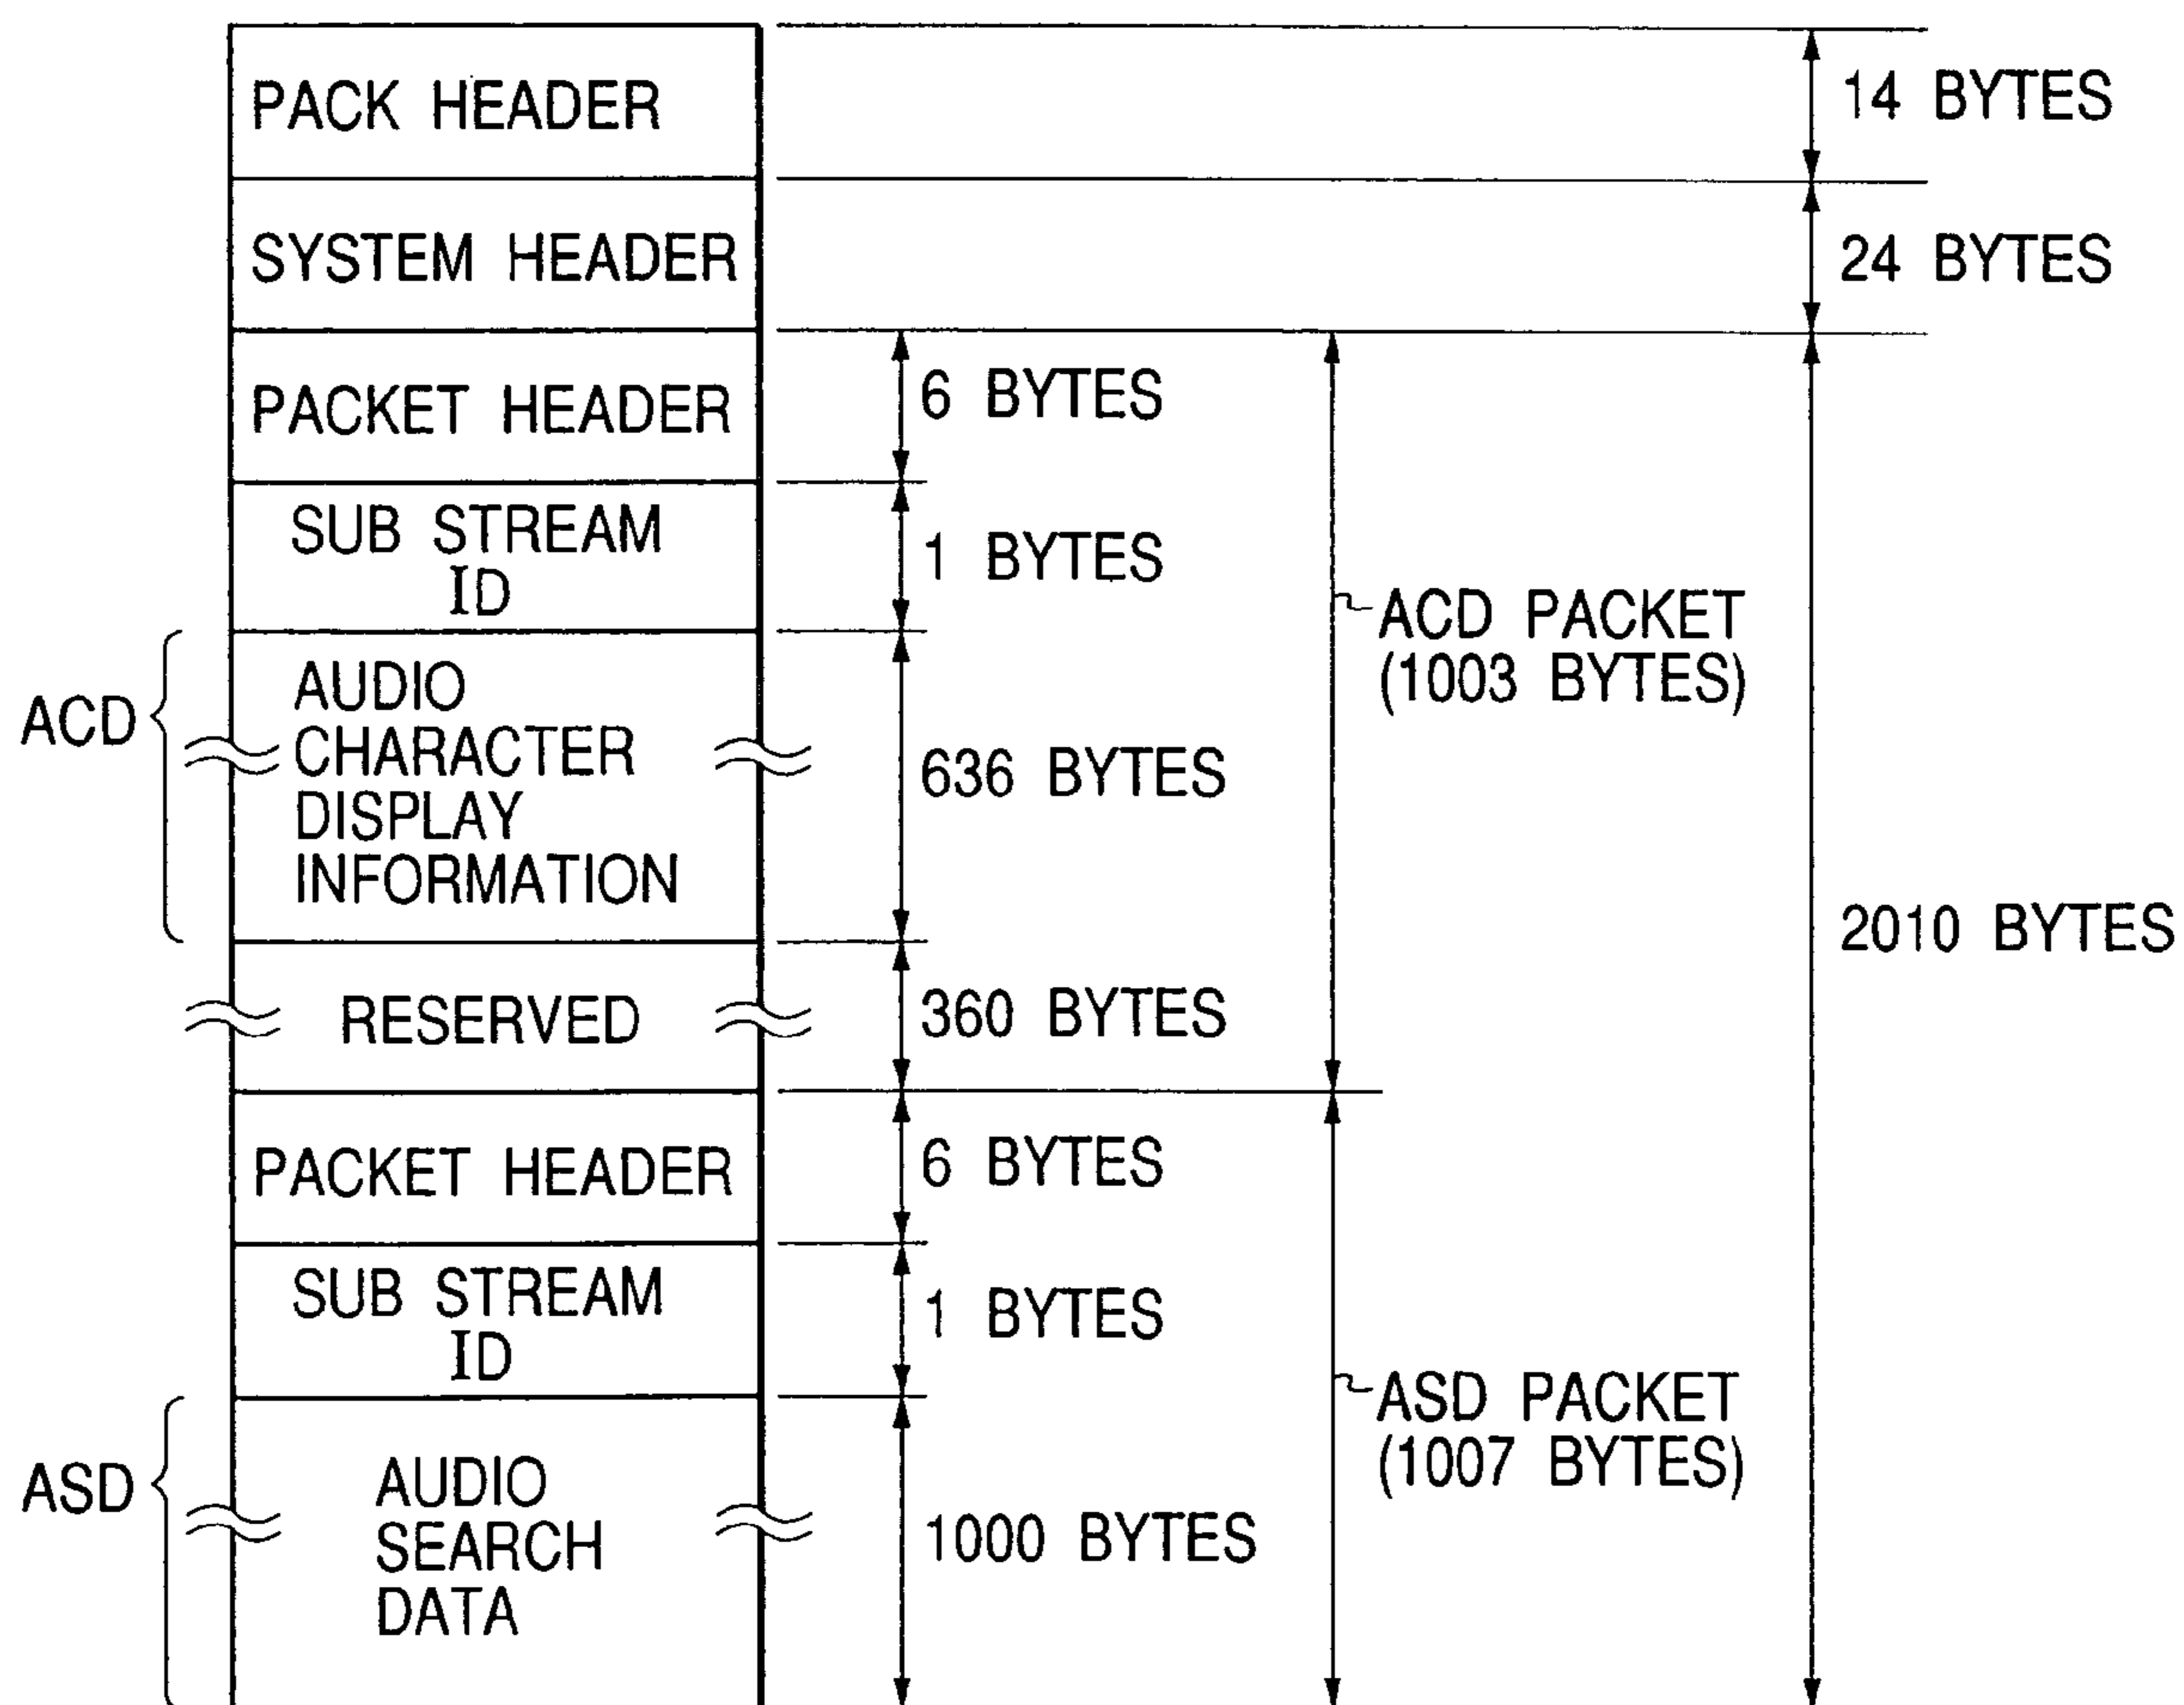 PACK HEADER
14 BYTES
SYSTEM HEADER
24 BYTES
PACKET HEADER
6 BYTES
SUB STREAM
ID
1 BYTES
ACD PACKET
(1003 BYTES)
ACD
AUDIO
CHARACTER
DISPLAY
INFORMATION
636 BYTES
2010 BYTES
RESERVED
360 BYTES
PACKET HEADER
6 BYTES
SUB STREAM
ID
1 BYTES
ASD PACKET
(1007 BYTES)
ASD
AUDIO
SEARCH
DATA
1000 BYTES